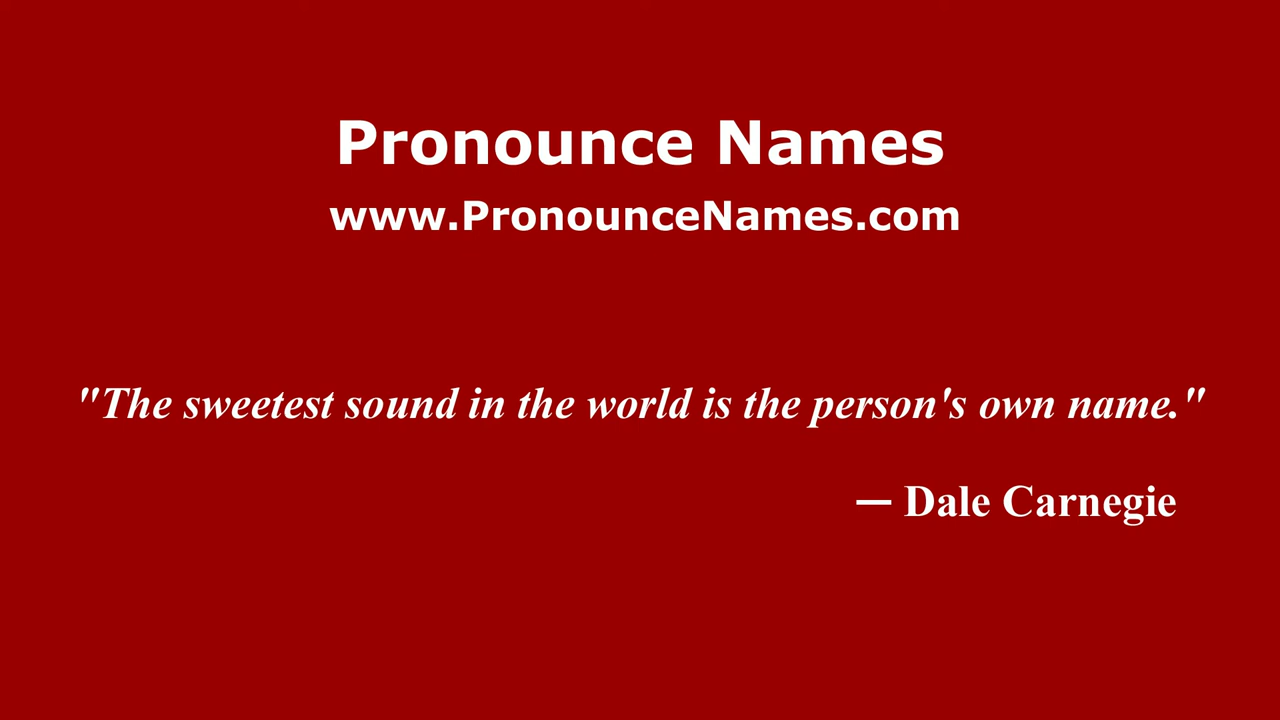 Pronounce Names
www.PronounceNames.com
"The sweetest sound in the world is the person's own name."
— Dale Carnegie